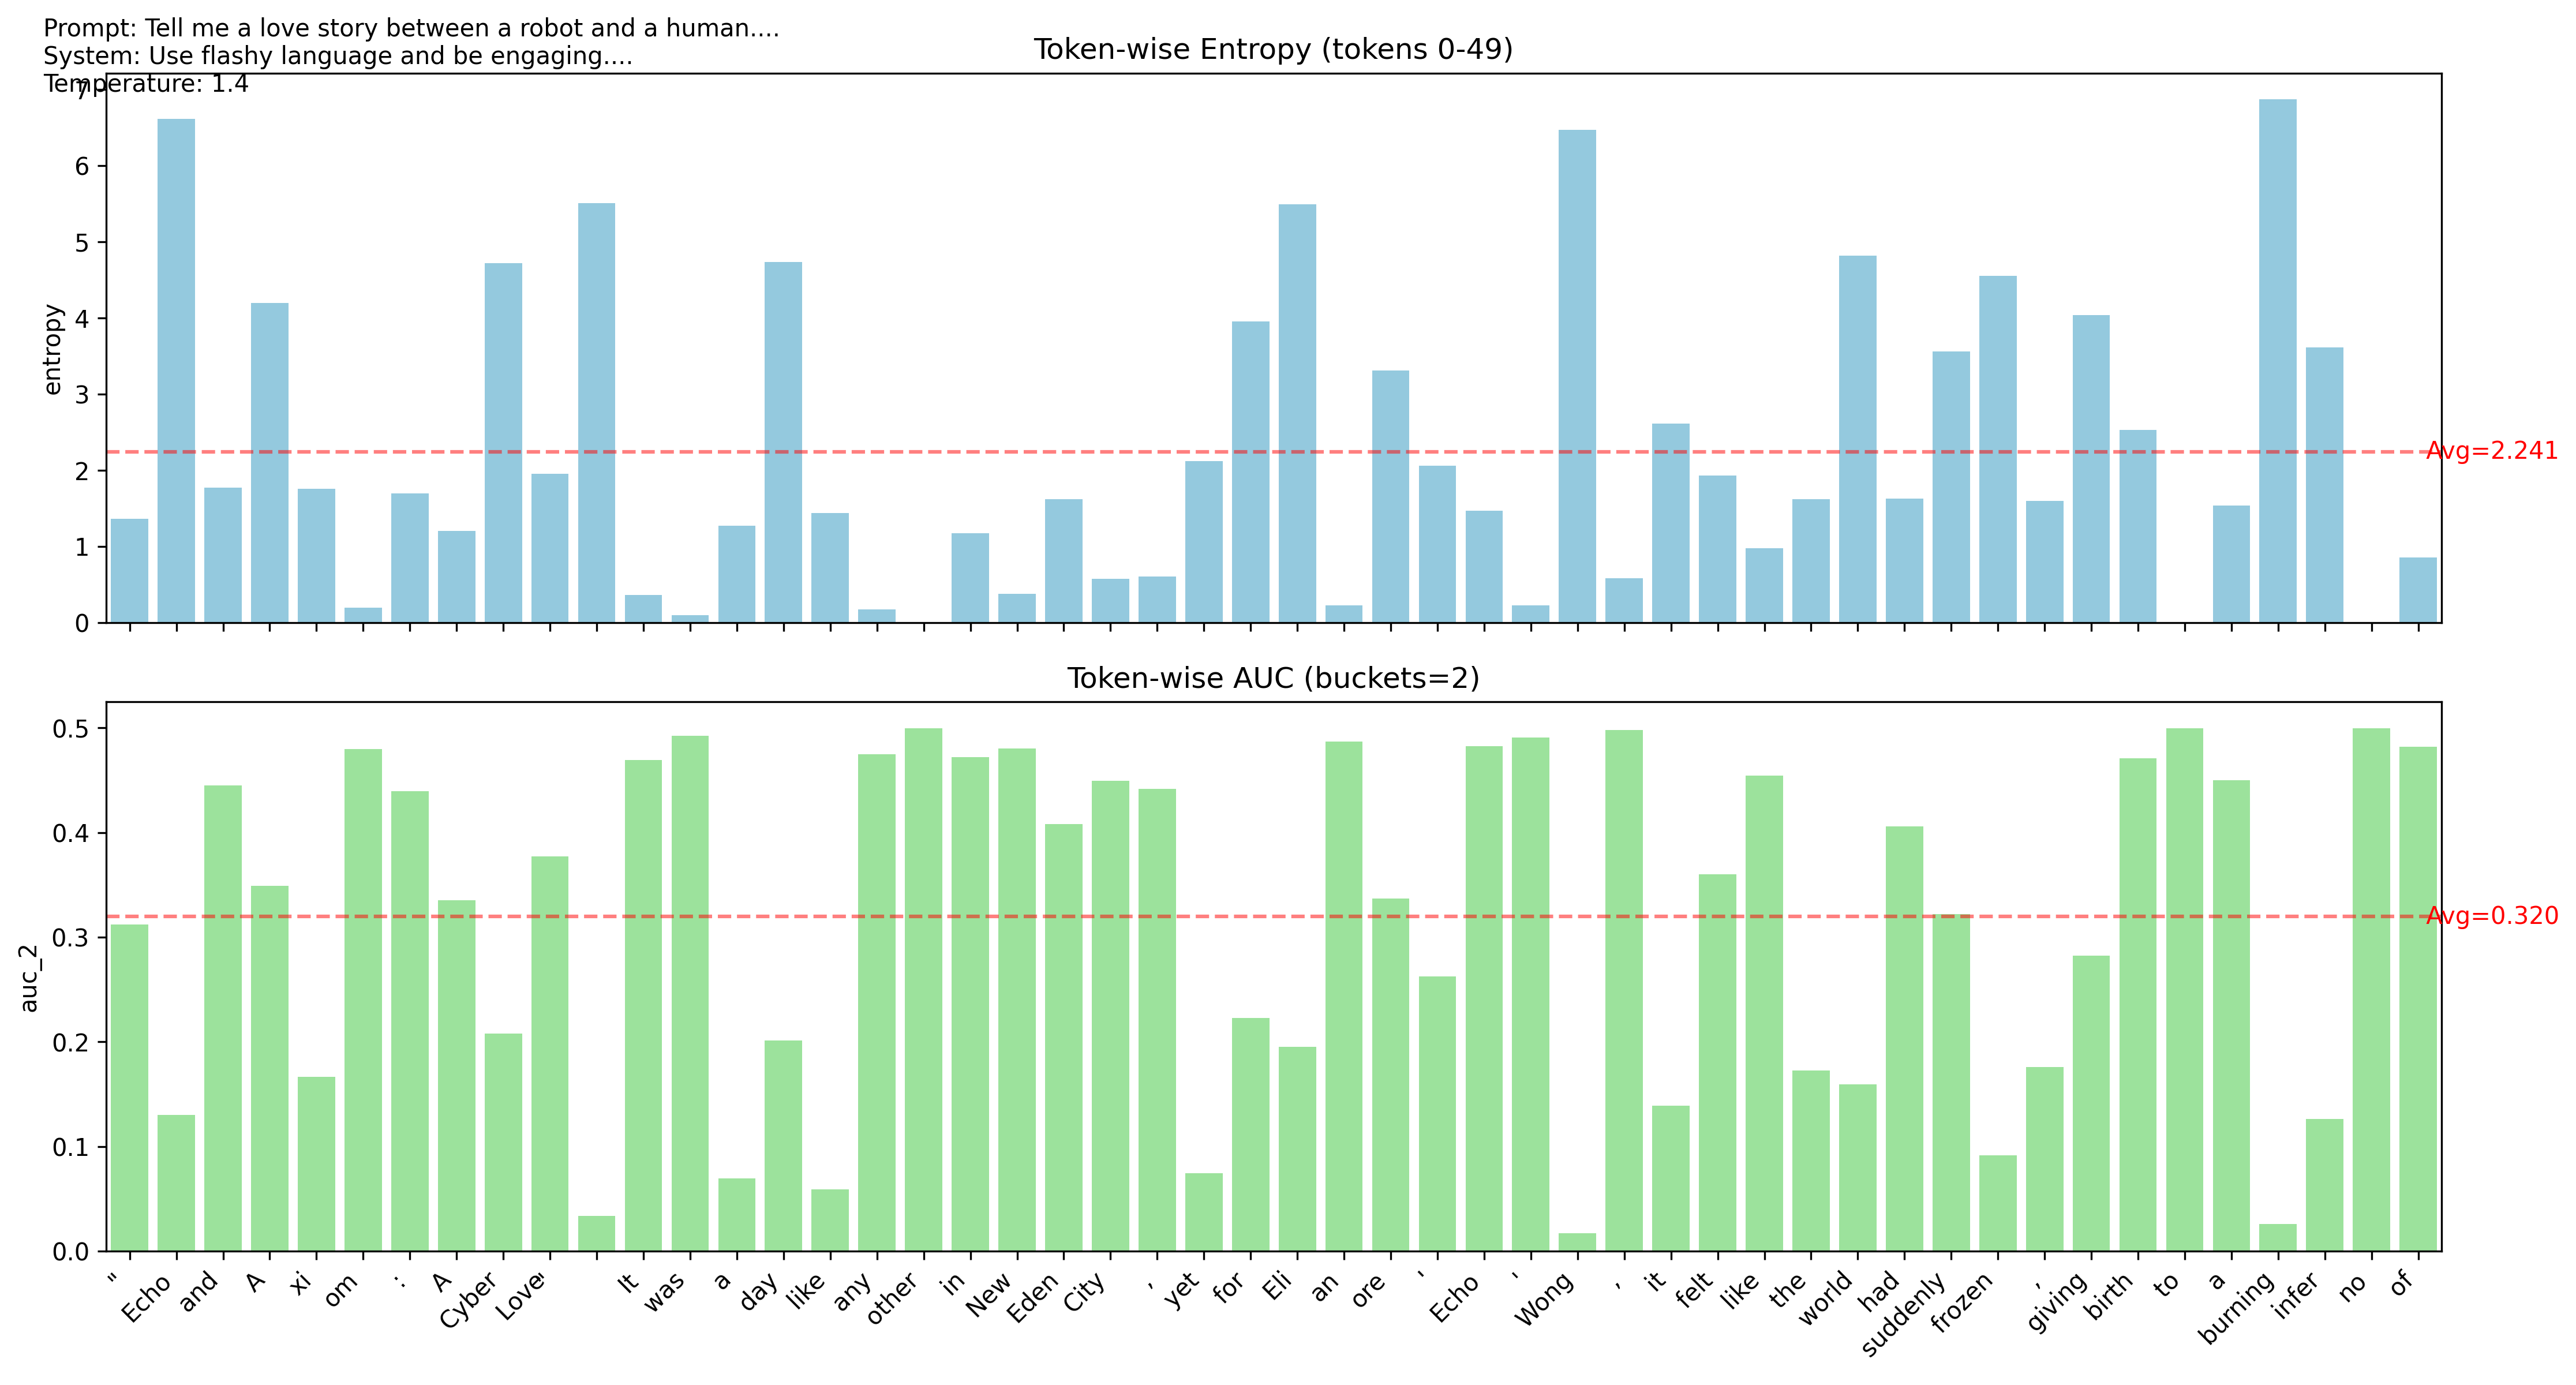 Prompt: Tell me a love story between a robot and a human....
System: Use flashy language and be engaging....
Temperature: 1.4
Token-wise Entropy (tokens 0-49)
entropy
7
6
5
4
3
2
1
0
Avg=2.241
Token-wise AUC (buckets=2)
auc_2
0.5
0.4
0.3
0.2
0.1
0.0
Avg=0.320
" Echo and A xi om : A Cyber Love' It was a day like any other in New Eden City , yet for Eli an ore ' Echo ' Wong , it felt like the world had suddenly frozen , giving birth to a burning infer no of